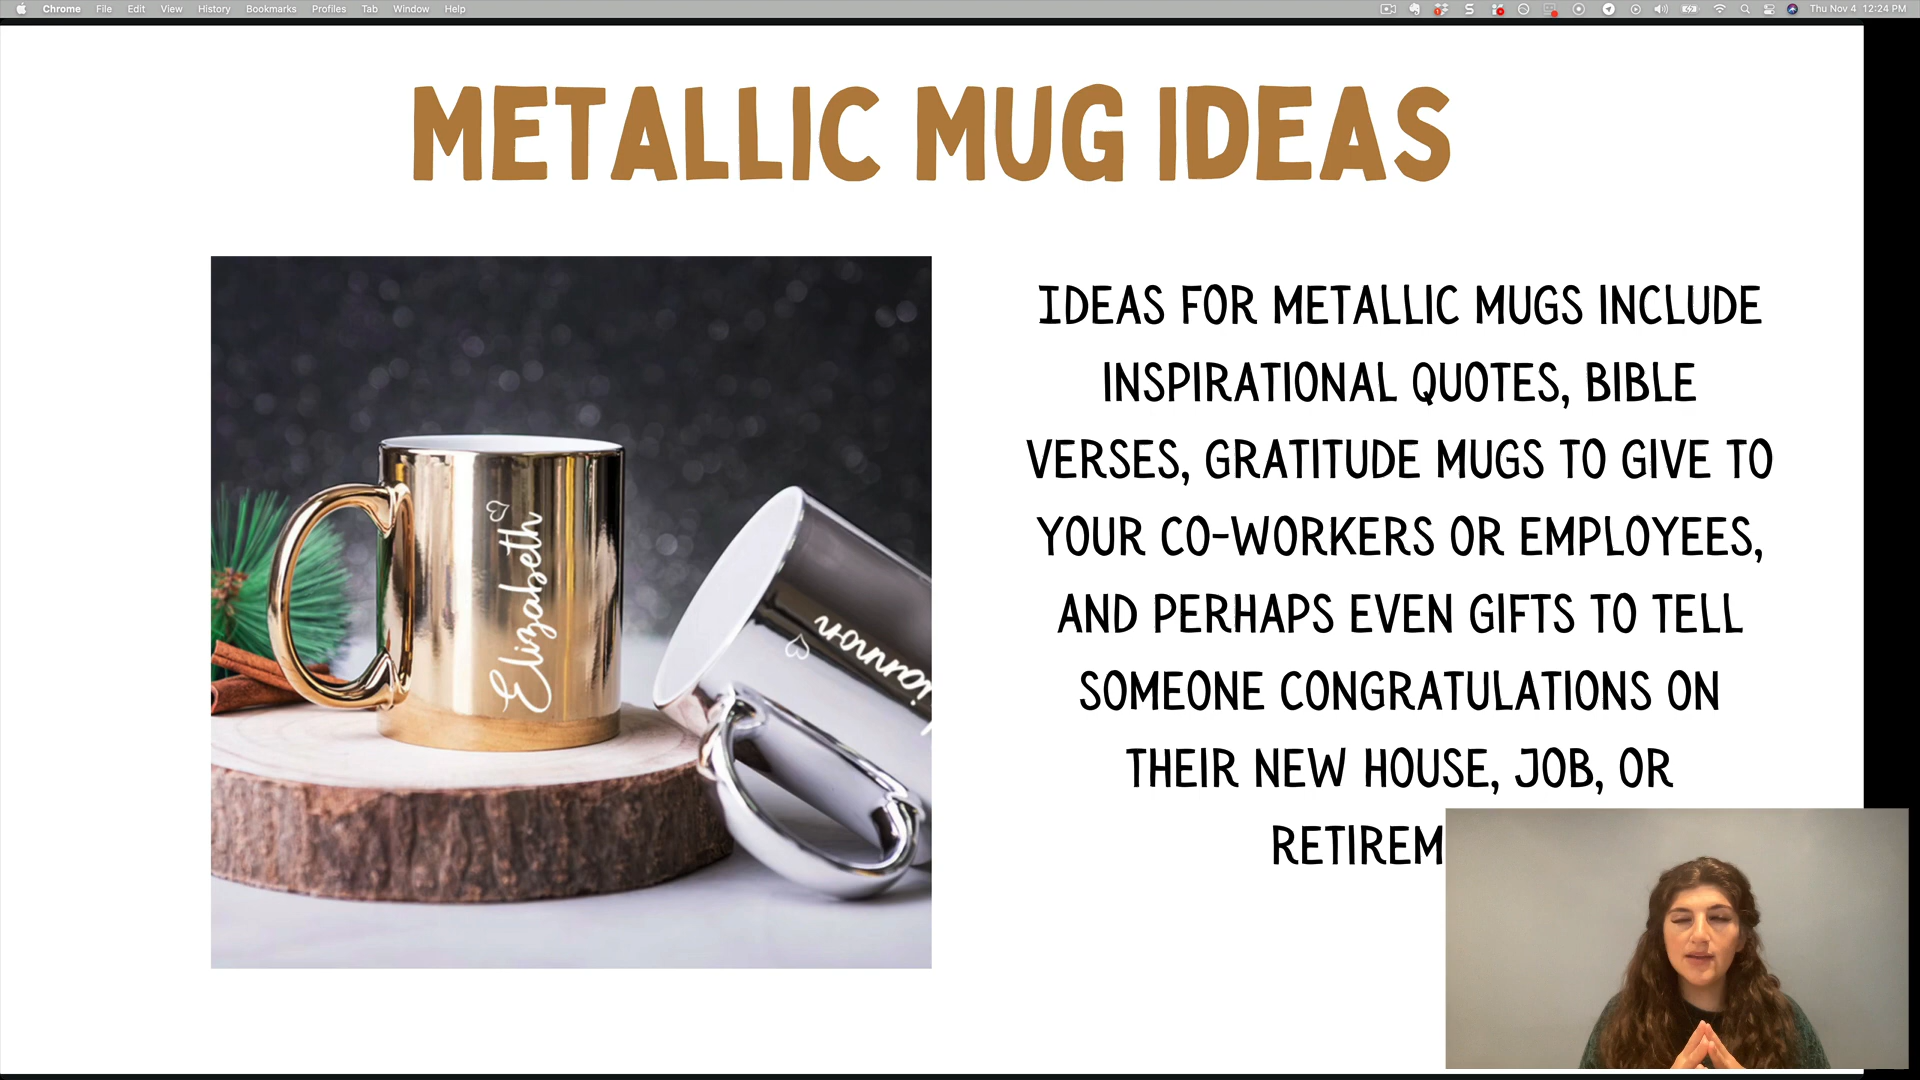 Chrome File Edit View History Bookmarks Profiles Tab Window Help Thu Nov 4 12:24 PM
METALLIC MUG IDEAS
IDEAS FOR METALLIC MUGS INCLUDE
INSPIRATIONAL QUOTES, BIBLE
VERSES, GRATITUDE MUGS TO GIVE TO
YOUR CO-WORKERS OR EMPLOYEES,
AND PERHAPS EVEN GIFTS TO TELL
SOMEONE CONGRATULATIONS ON
THEIR NEW HOUSE, JOB, OR
RETIREM
Elizabeth